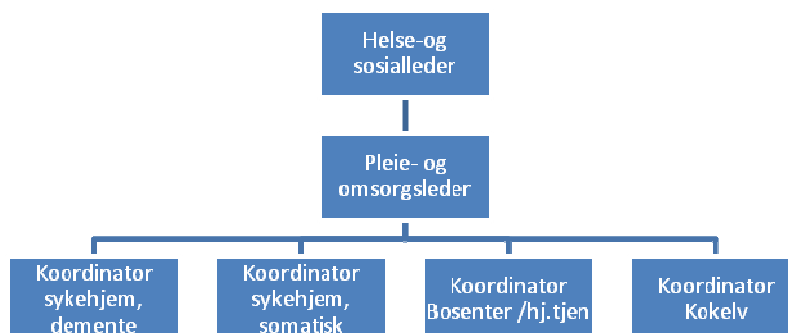 Helse-og
sosialleder
Pleie- og
omsorgsleder
Koordinator
sykehjem,
demente
Koordinator
sykehjem,
somatisk
Koordinator
Bosenter /hj.tjen
Koordinator
Kokelv